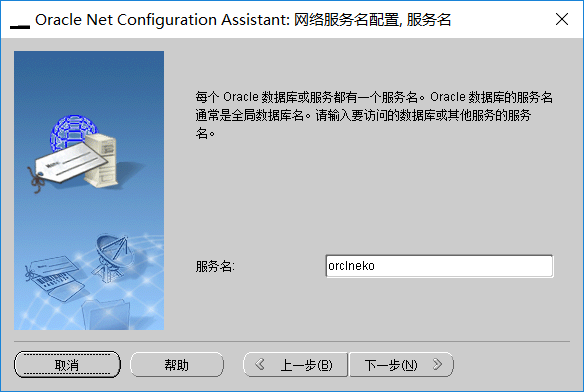 Oracle Net Configuration Assistant: 网络服务名配置, 服务名
每个 Oracle 数据库或服务都有一个服务名。Oracle 数据库的服务名
通常是全局数据库名。请输入要访问的数据库或其他服务的服务
名。
服务名:
orclneko
取消
帮助
上一步(B)
下一步(N)